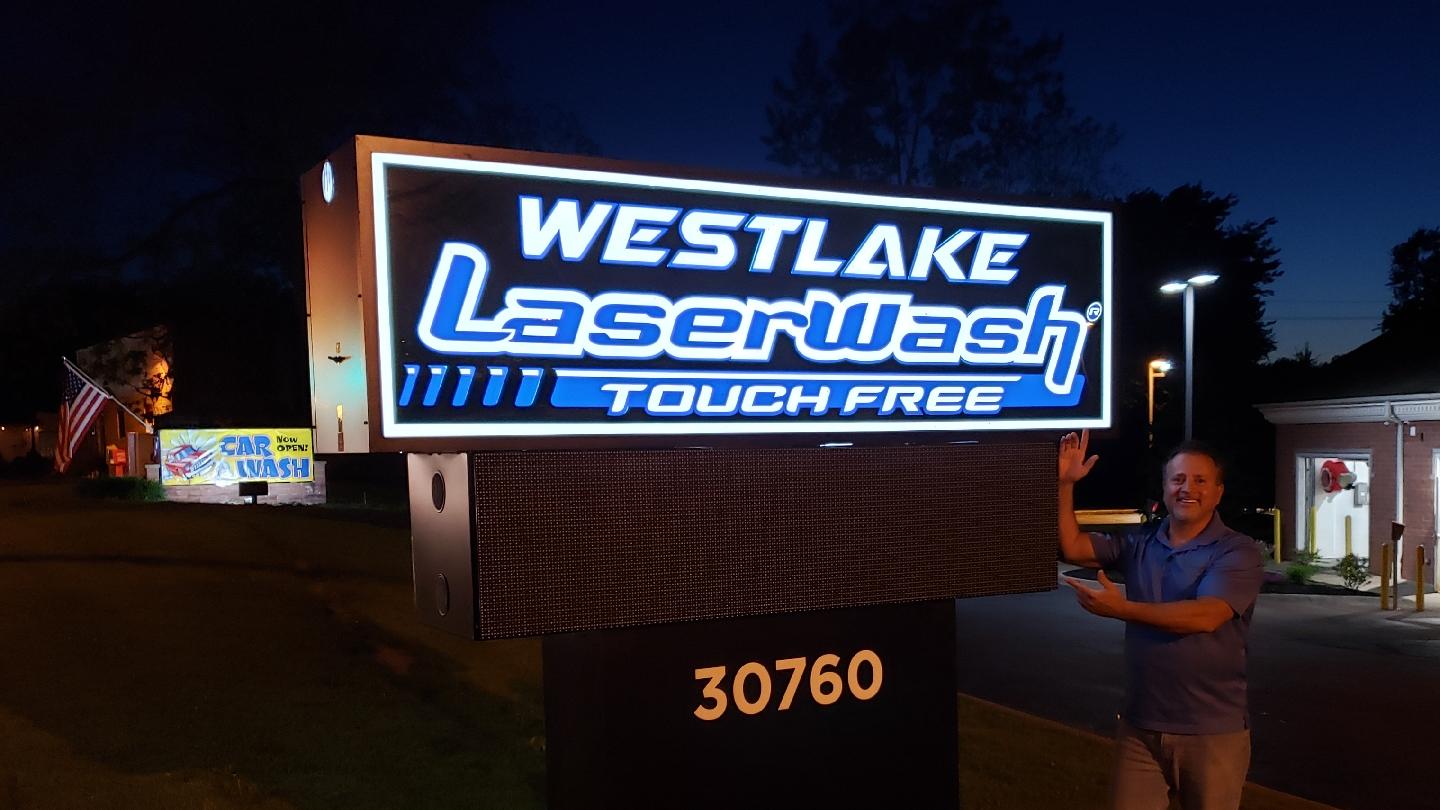 WESTLAKE
LaserWash®
TOUCH FREE
30760
CAR NOW OPEN!
WASH